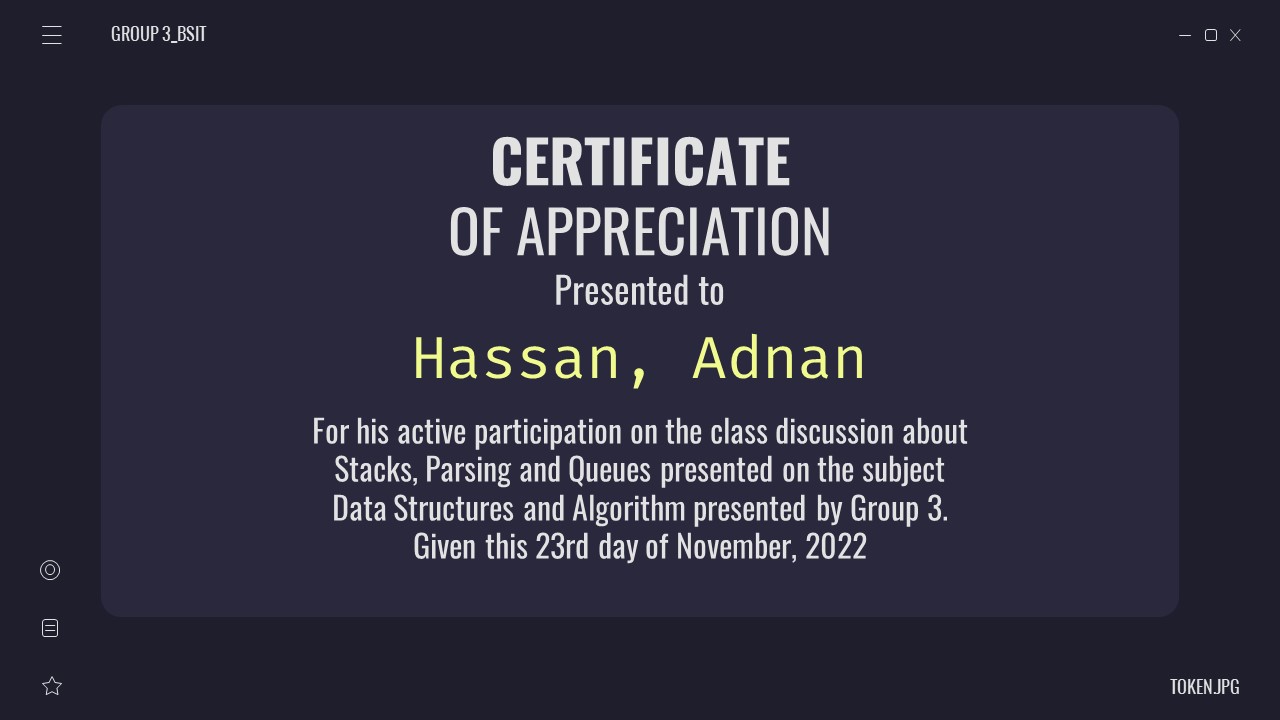 GROUP 3_BSIT
CERTIFICATE
OF APPRECIATION
Presented to
Hassan, Adnan
For his active participation on the class discussion about
Stacks, Parsing and Queues presented on the subject
Data Structures and Algorithm presented by Group 3.
Given this 23rd day of November, 2022
TOKEN.JPG